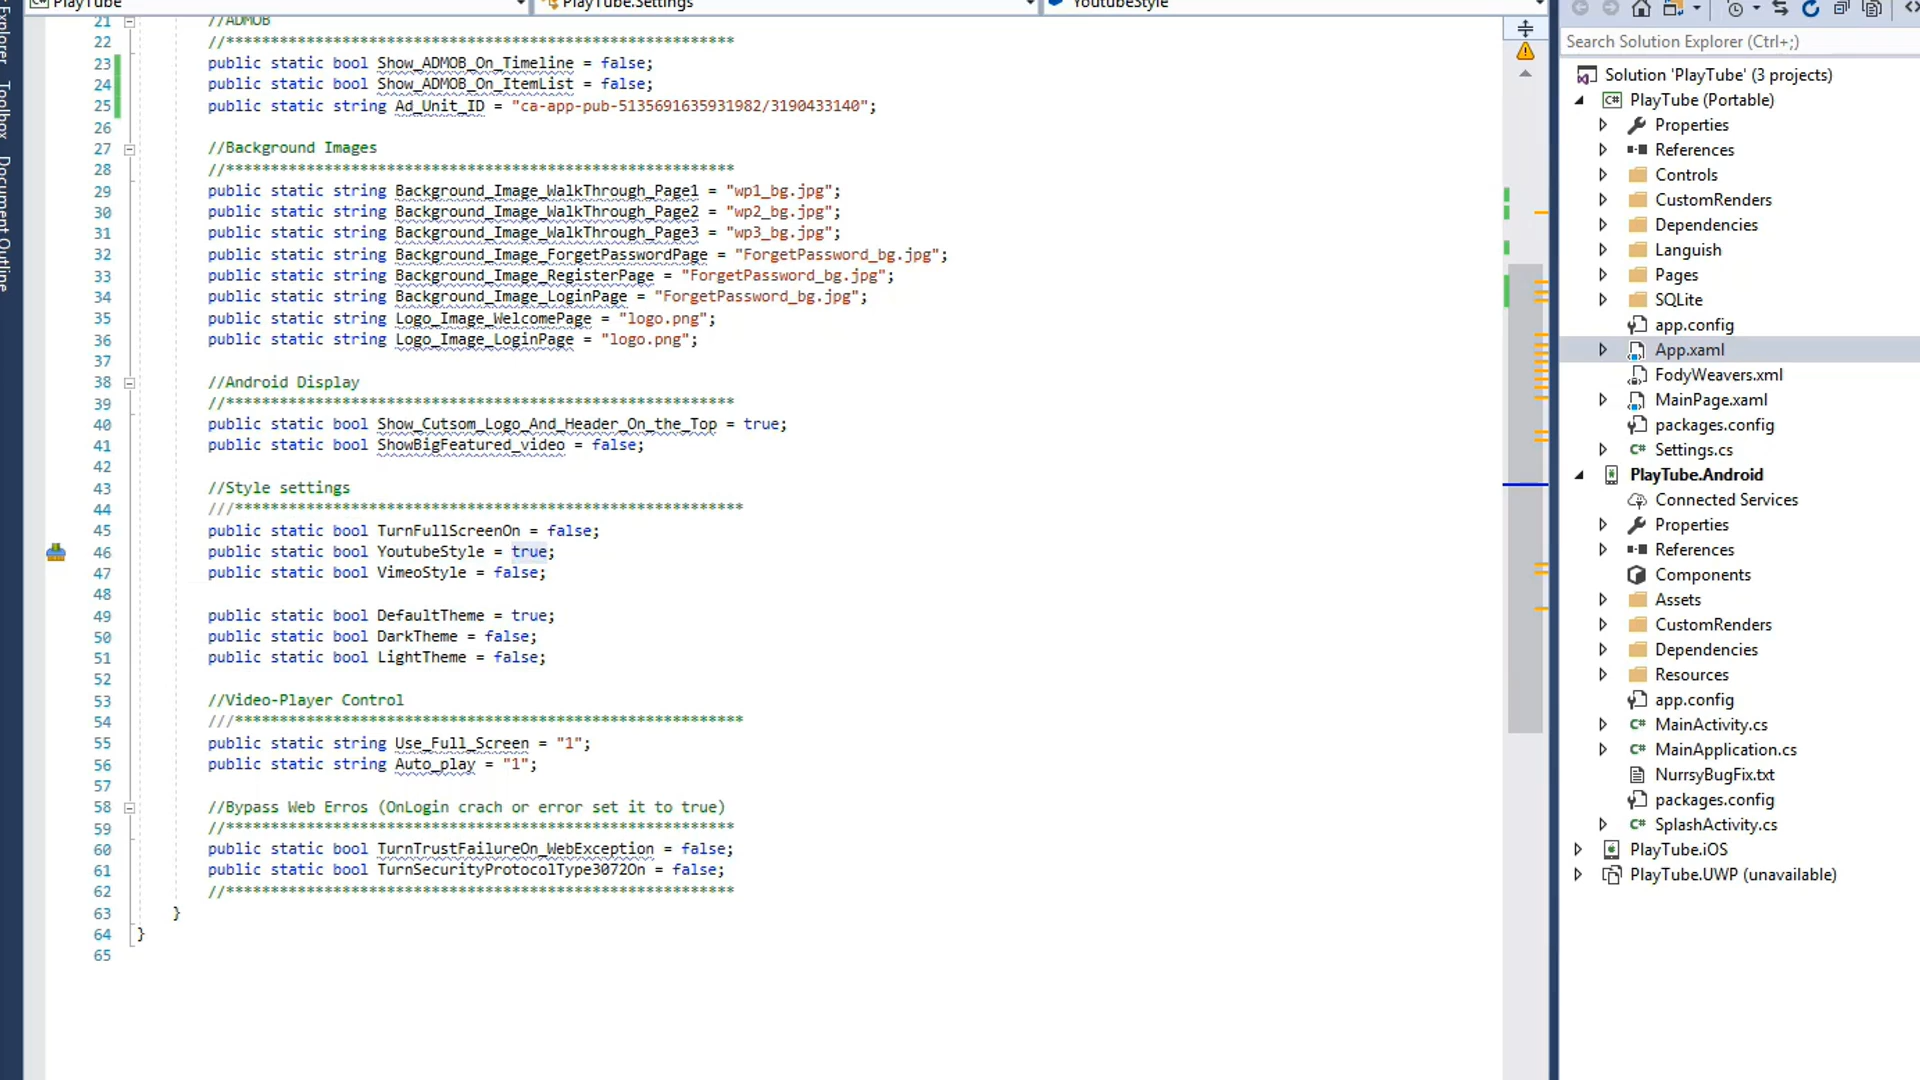 PlayTube
PlayTube.Settings
YoutubeStyle
21 //ADMOB
22 //**********************************************************
23 public static bool Show_ADMOB_On_Timeline = false;
24 public static bool Show_ADMOB_On_ItemList = false;
25 public static string Ad_Unit_ID = "ca-app-pub-5135691635931982/3190433140";
26
27 //Background Images
28 //**********************************************************
29 public static string Background_Image_WalkThrough_Page1 = "wp1_bg.jpg";
30 public static string Background_Image_WalkThrough_Page2 = "wp2_bg.jpg";
31 public static string Background_Image_WalkThrough_Page3 = "wp3_bg.jpg";
32 public static string Background_Image_ForgetPasswordPage = "ForgetPassword_bg.jpg";
33 public static string Background_Image_RegisterPage = "ForgetPassword_bg.jpg";
34 public static string Background_Image_LoginPage = "ForgetPassword_bg.jpg";
35 public static string Logo_Image_WelcomePage = "logo.png";
36 public static string Logo_Image_LoginPage = "logo.png";
37
38 //Android Display
39 //**********************************************************
40 public static bool Show_Cutsom_Logo_And_Header_On_the_Top = true;
41 public static bool ShowBigFeatured_video = false;
42
43 //Style settings
44 ///**********************************************************
45 public static bool TurnFullScreenOn = false;
46 public static bool YoutubeStyle = true;
47 public static bool VimeoStyle = false;
48
49 public static bool DefaultTheme = true;
50 public static bool DarkTheme = false;
51 public static bool LightTheme = false;
52
53 //Video-Player Control
54 ///**********************************************************
55 public static string Use_Full_Screen = "1";
56 public static string Auto_play = "1";
57
58 //Bypass Web Erros (OnLogin crach or error set it to true)
59 //**********************************************************
60 public static bool TurnTrustFailureOn_WebException = false;
61 public static bool TurnSecurityProtocolType3072On = false;
62 //**********************************************************
63 }
64 }
65
Explorer
Toolbox
Document Outline
Search Solution Explorer (Ctrl+;)
Solution 'PlayTube' (3 projects)
PlayTube (Portable)
Properties
References
Controls
CustomRenders
Dependencies
Languish
Pages
SQLite
app.config
App.xaml
FodyWeavers.xml
MainPage.xaml
packages.config
C# Settings.cs
PlayTube.Android
Connected Services
Properties
References
Components
Assets
CustomRenders
Dependencies
Resources
app.config
C# MainActivity.cs
C# MainApplication.cs
NurrsyBugFix.txt
packages.config
C# SplashActivity.cs
PlayTube.iOS
PlayTube.UWP (unavailable)